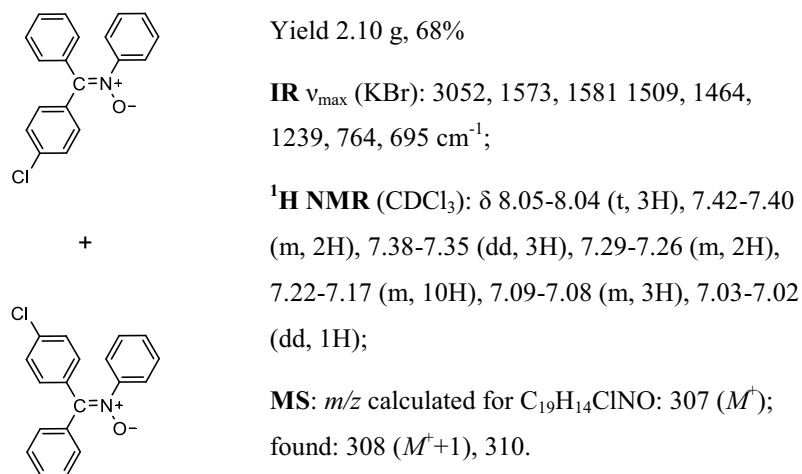 Yield 2.10 g, 68%
IR νmax (KBr): 3052, 1573, 1581 1509, 1464,
1239, 764, 695 cm-1;
1H NMR (CDCl3): δ 8.05-8.04 (t, 3H), 7.42-7.40
(m, 2H), 7.38-7.35 (dd, 3H), 7.29-7.26 (m, 2H),
7.22-7.17 (m, 10H), 7.09-7.08 (m, 3H), 7.03-7.02
(dd, 1H);
MS: m/z calculated for C19H14ClNO: 307 (M+);
found: 308 (M++1), 310.
C=N+
O−
Cl
+
Cl
C=N+
O−